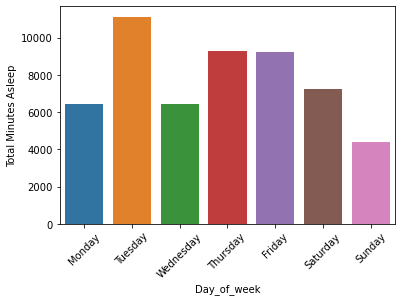 Total Minutes Asleep
10000
8000
6000
4000
2000
0
Monday
Tuesday
Wednesday
Thursday
Friday
Saturday
Sunday
Day_of_week